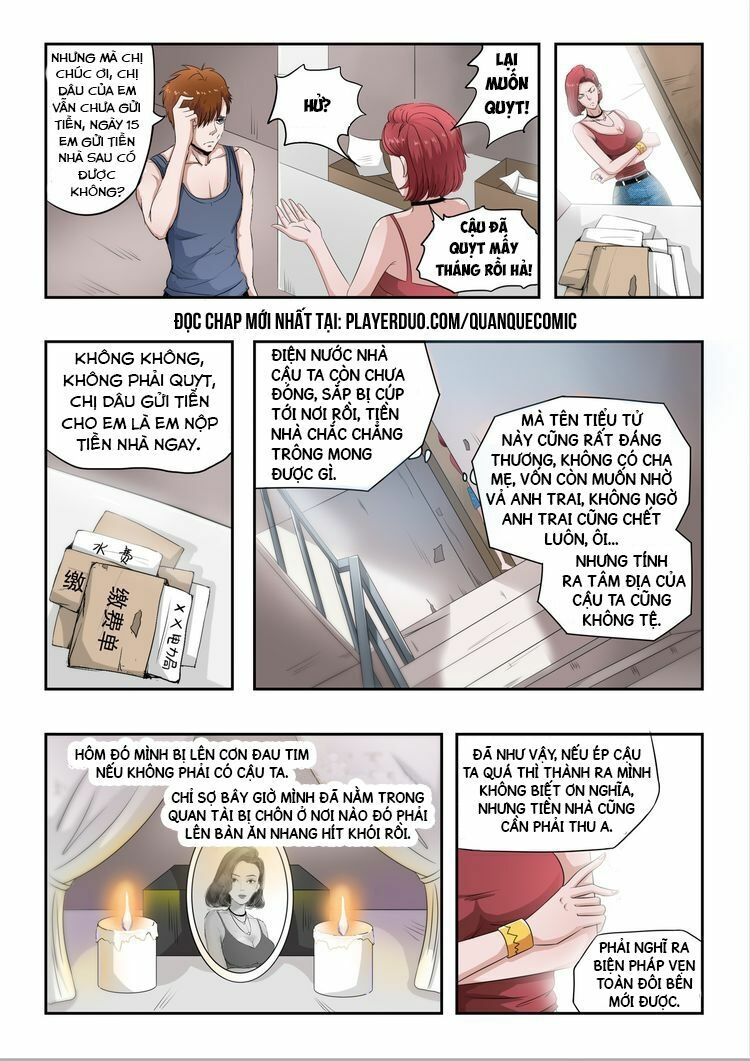 NHƯNG MÀ CHỊ
CHÚC ƠI, CHỊ
DÂU CỦA EM
VẪN CHƯA GỬI
TIỀN, NGÀY 15
EM GỬI TIỀN
NHÀ SAU CÓ
ĐƯỢC
KHÔNG?
HỬ?
LẠI
MUỐN
QUỴT.
CẬU ĐÃ
QUỴT MẤY
THÁNG RỒI HẢ!
ĐỌC CHAP MỚI NHẤT TẠI: PLAYERDUO.COM/QUANQUECOMIC
KHÔNG KHÔNG,
KHÔNG PHẢI QUỴT,
CHỊ DÂU GỬI TIỀN
CHO EM LÀ EM NỘP
TIỀN NHÀ NGAY.
水 费
缴
缴费单
××电力局
ĐIỆN NƯỚC NHÀ
CẬU TA CÒN CHƯA
ĐÓNG, SẮP BỊ CÚP
TỚI NƠI RỒI, TIỀN
NHÀ CHẮC CHẲNG
TRÔNG MONG
ĐƯỢC GÌ.
MÀ TÊN TIỂU TỬ
NÀY CŨNG RẤT ĐÁNG
THƯƠNG, KHÔNG CÓ CHA
MẸ, VỐN CÒN MUỐN NHỜ
VẢ ANH TRAI, KHÔNG NGỜ
ANH TRAI CŨNG CHẾT
LUÔN, ÔI...
NHƯNG TÍNH
RA TÂM ĐỊA CỦA
CẬU TA CŨNG
KHÔNG TỆ.
HÔM ĐÓ MÌNH BỊ LÊN CƠN ĐAU TIM
NẾU KHÔNG PHẢI CÓ CẬU TA.
CHỈ SỢ BÂY GIỜ MÌNH ĐÃ NẰM TRONG
QUAN TÀI BỊ CHÔN Ở NƠI NÀO ĐÓ PHẢI
LÊN BÀN ĂN NHANG HÍT KHÓI RỒI.
ĐÃ NHƯ VẬY, NẾU ÉP CẬU
TA QUÁ THÌ THÀNH RA MÌNH
KHÔNG BIẾT ƠN NGHĨA,
NHƯNG TIỀN NHÀ CŨNG
CẦN PHẢI THU A.
PHẢI NGHĨ RA
BIỆN PHÁP VẸN
TOÀN ĐÔI BÊN
MỚI ĐƯỢC.